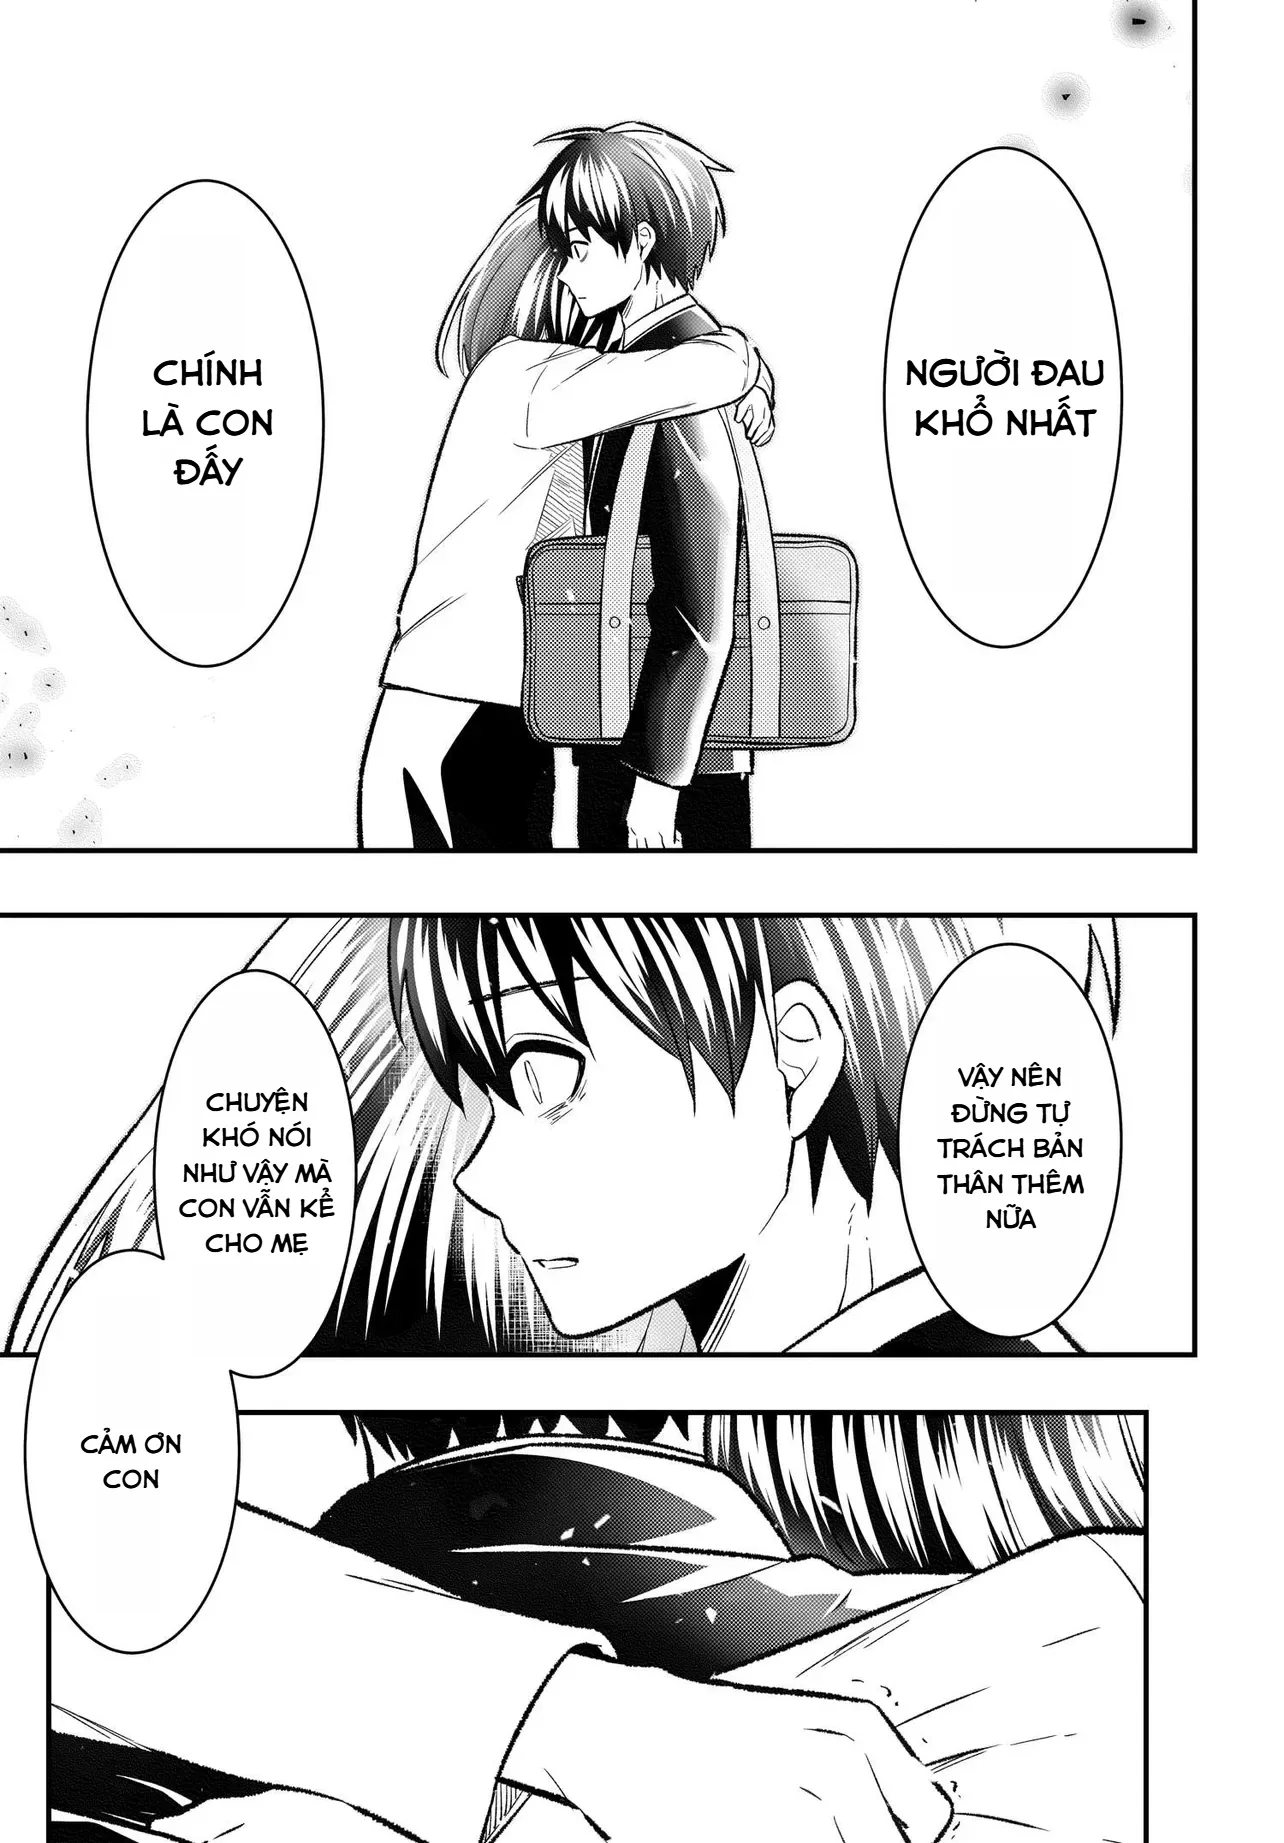 NGƯỜI ĐAU
KHỔ NHẤT
CHÍNH
LÀ CON
ĐẤY
VẬY NÊN
ĐỪNG TỰ
TRÁCH BẢN
THÂN THÊM
NỮA
CHUYỆN
KHÓ NÓI
NHƯ VẬY MÀ
CON VẪN KỂ
CHO MẸ
CẢM ƠN
CON